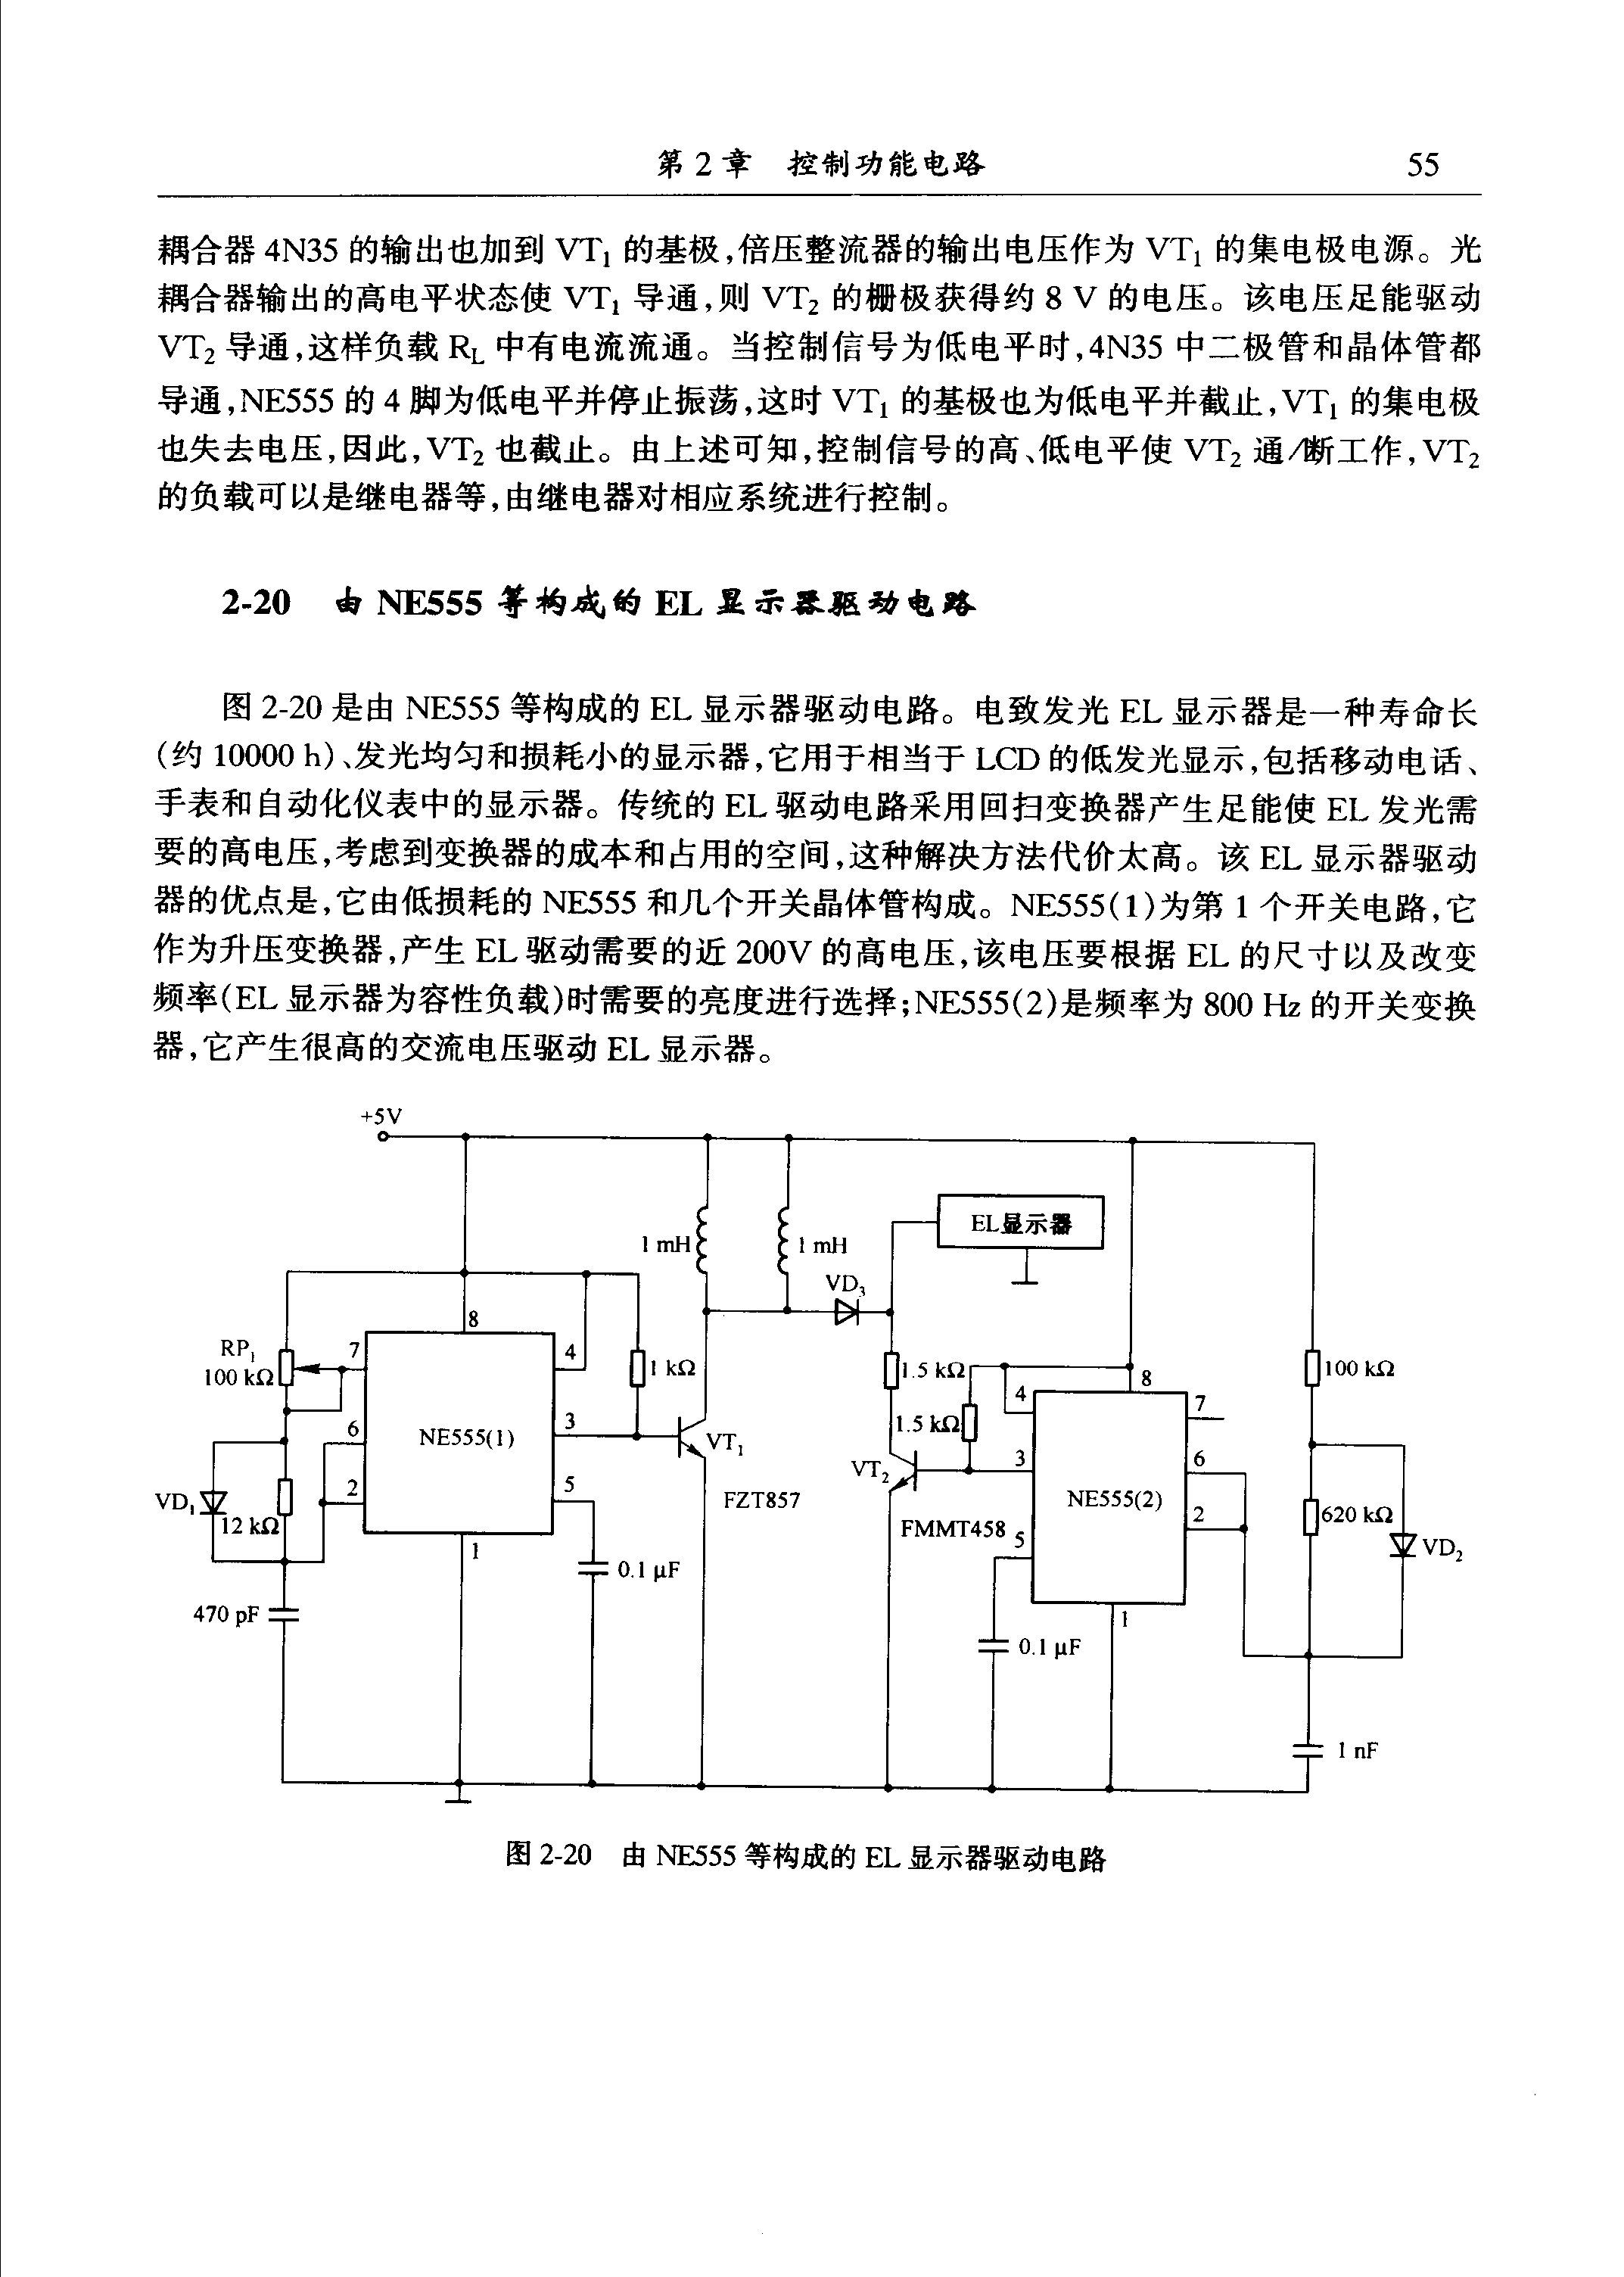 第2章 控制功能电路 55
耦合器 4N35 的输出也加到 VT₁ 的基极,倍压整流器的输出电压作为 VT₁ 的集电极电源。光
耦合器输出的高电平状态使 VT₁ 导通,则 VT₂ 的栅极获得约 8 V 的电压。该电压足能驱动
VT₂ 导通,这样负载 R_L 中有电流流通。当控制信号为低电平时,4N35 中二极管和晶体管都
导通,NE555 的 4 脚为低电平并停止振荡,这时 VT₁ 的基极也为低电平并截止,VT₁ 的集电极
也失去电压,因此,VT₂ 也截止。由上述可知,控制信号的高、低电平使 VT₂ 通/断工作,VT₂
的负载可以是继电器等,由继电器对相应系统进行控制。
2-20 由 NE555 等构成的 EL 显示器驱动电路
图 2-20 是由 NE555 等构成的 EL 显示器驱动电路。电致发光 EL 显示器是一种寿命长
(约 10000 h)、发光均匀和损耗小的显示器,它用于相当于 LCD 的低发光显示,包括移动电话、
手表和自动化仪表中的显示器。传统的 EL 驱动电路采用回扫变换器产生足能使 EL 发光需
要的高电压,考虑到变换器的成本和占用的空间,这种解决方法代价太高。该 EL 显示器驱动
器的优点是,它由低损耗的 NE555 和几个开关晶体管构成。NE555(1)为第 1 个开关电路,它
作为升压变换器,产生 EL 驱动需要的近 200V 的高电压,该电压要根据 EL 的尺寸以及改变
频率(EL 显示器为容性负载)时需要的亮度进行选择;NE555(2)是频率为 800 Hz 的开关变换
器,它产生很高的交流电压驱动 EL 显示器。
+5V
EL显示器
1 mH
1 mH
VD₃
8
RP₁
100 kΩ
7
4
1 kΩ
1.5 kΩ
8
100 kΩ
4
7
6
NE555(1)
3
VT₁
1.5 kΩ
VT₂
3
6
2
5
FZT857
NE555(2)
VD₁
12 kΩ
FMMT458
5
2
620 kΩ
VD₂
1
0.1 μF
470 pF
1
0.1 μF
1 nF
图 2-20 由 NE555 等构成的 EL 显示器驱动电路